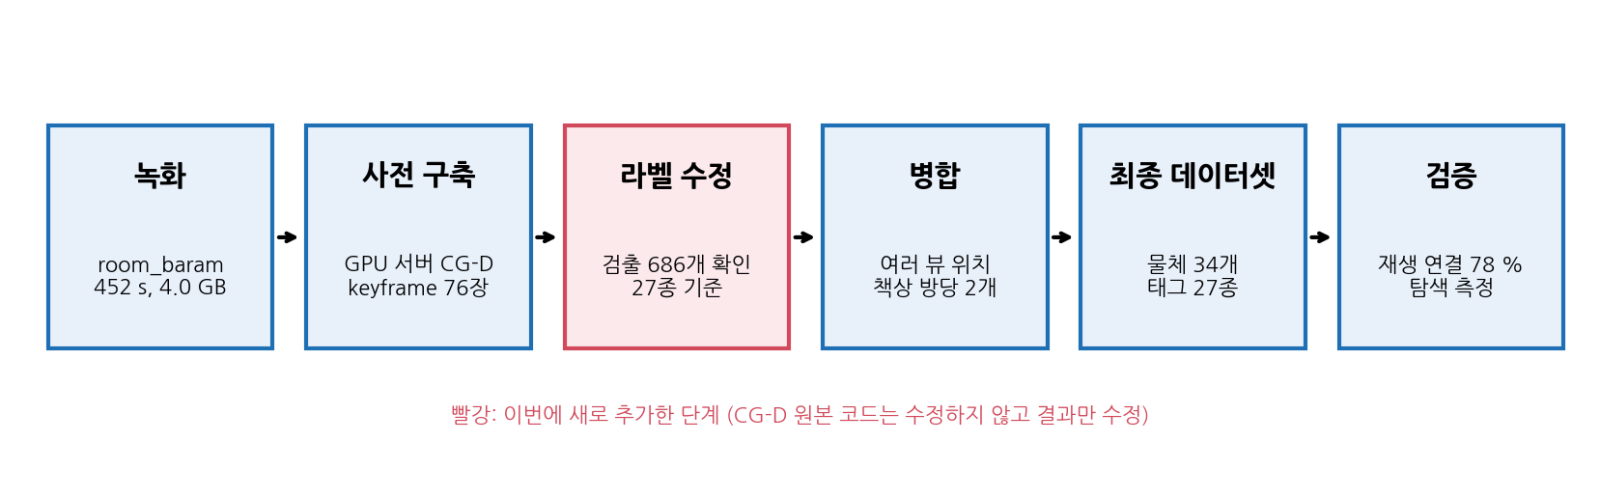 녹화
room_baram
452 s, 4.0 GB
사전 구축
GPU 서버 CG-D
keyframe 76장
라벨 수정
검출 686개 확인
27종 기준
병합
여러 뷰 위치
책상 방당 2개
최종 데이터셋
물체 34개
태그 27종
검증
재생 연결 78 %
탐색 측정
빨강: 이번에 새로 추가한 단계 (CG-D 원본 코드는 수정하지 않고 결과만 수정)